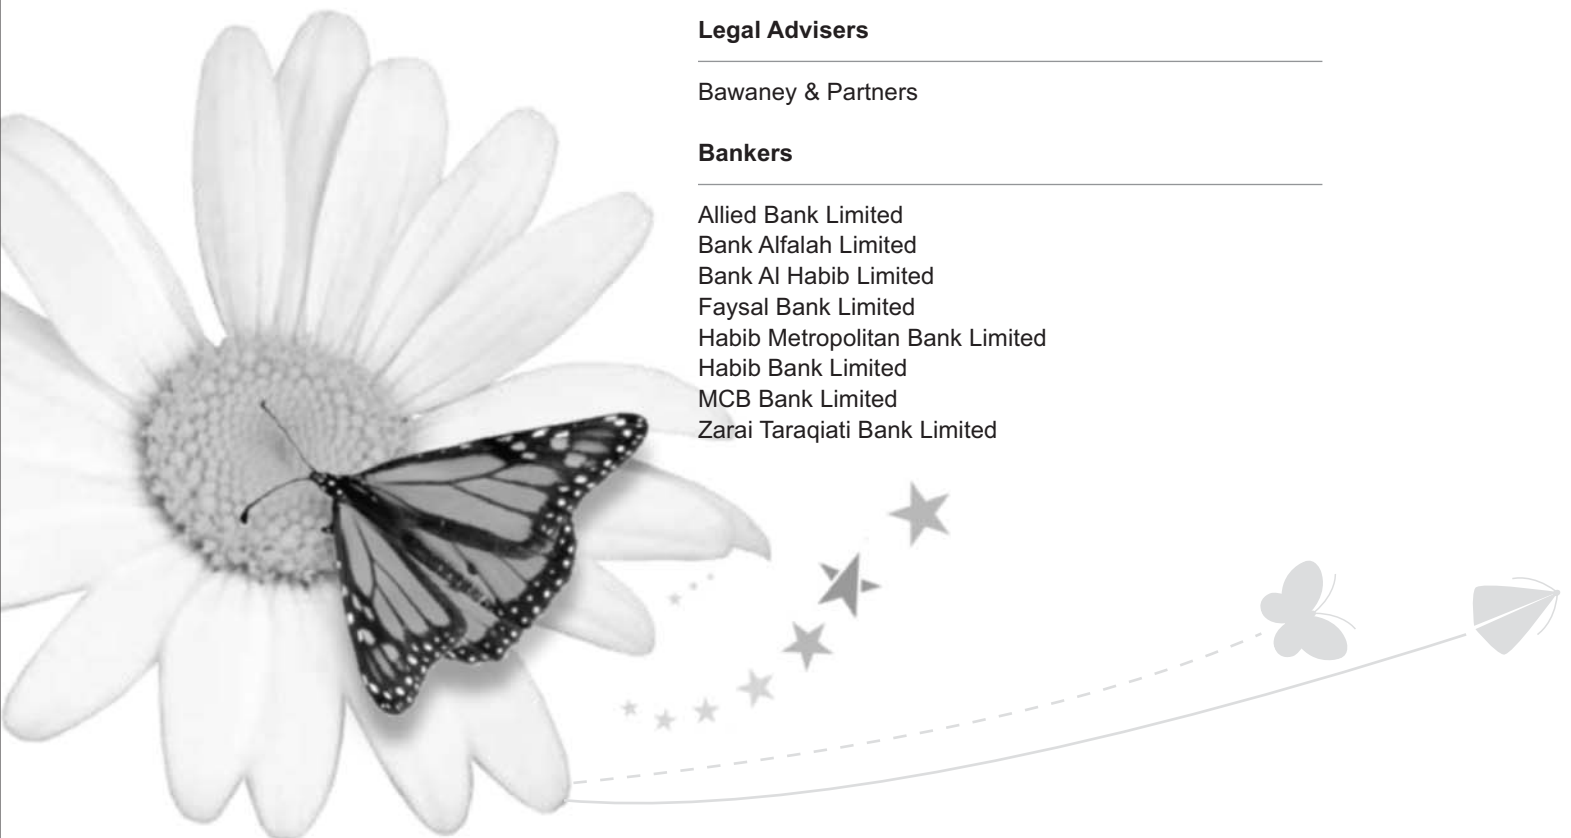 Legal Advisers
Bawaney & Partners
Bankers
Allied Bank Limited
Bank Alfalah Limited
Bank Al Habib Limited
Faysal Bank Limited
Habib Metropolitan Bank Limited
Habib Bank Limited
MCB Bank Limited
Zarai Taraqiati Bank Limited